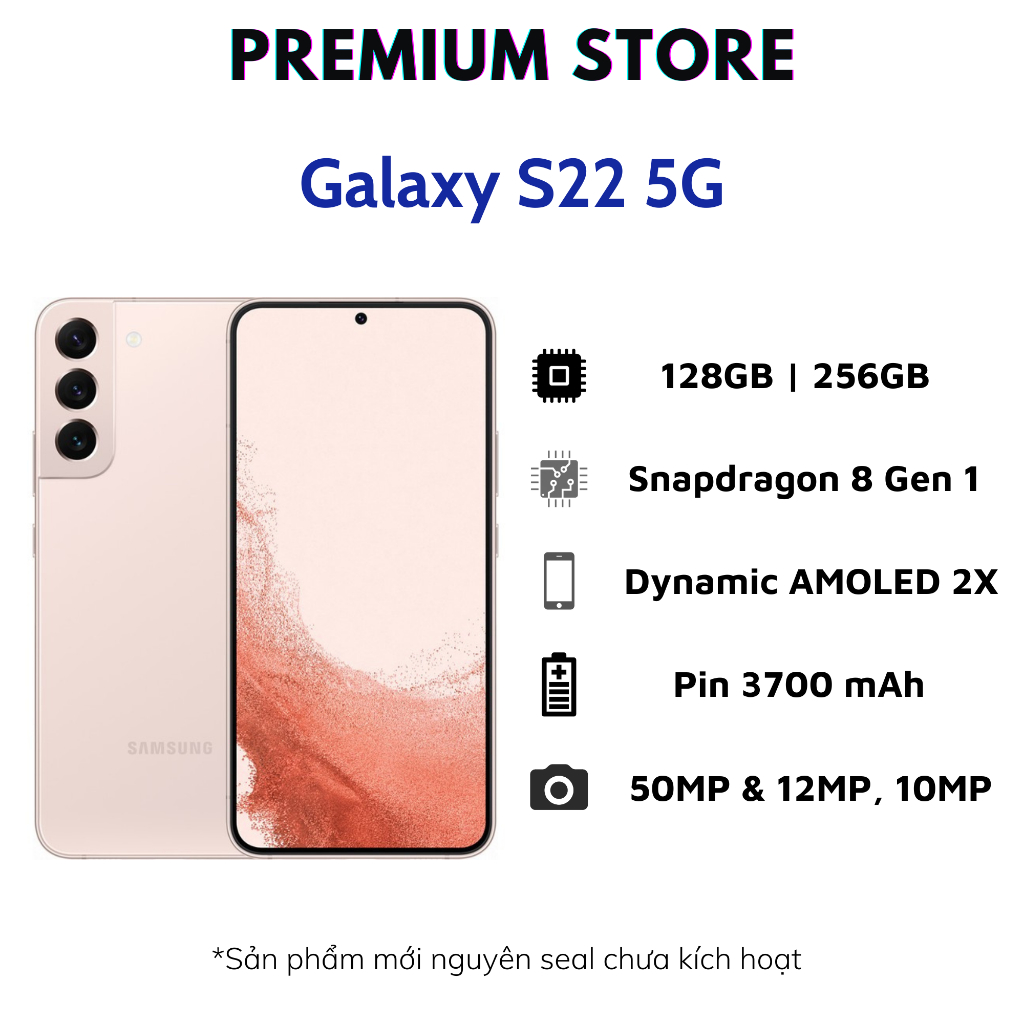 PREMIUM STORE
Galaxy S22 5G
128GB | 256GB
Snapdragon 8 Gen 1
Dynamic AMOLED 2X
Pin 3700 mAh
50MP & 12MP, 10MP
SAMSUNG
*Sản phẩm mới nguyên seal chưa kích hoạt